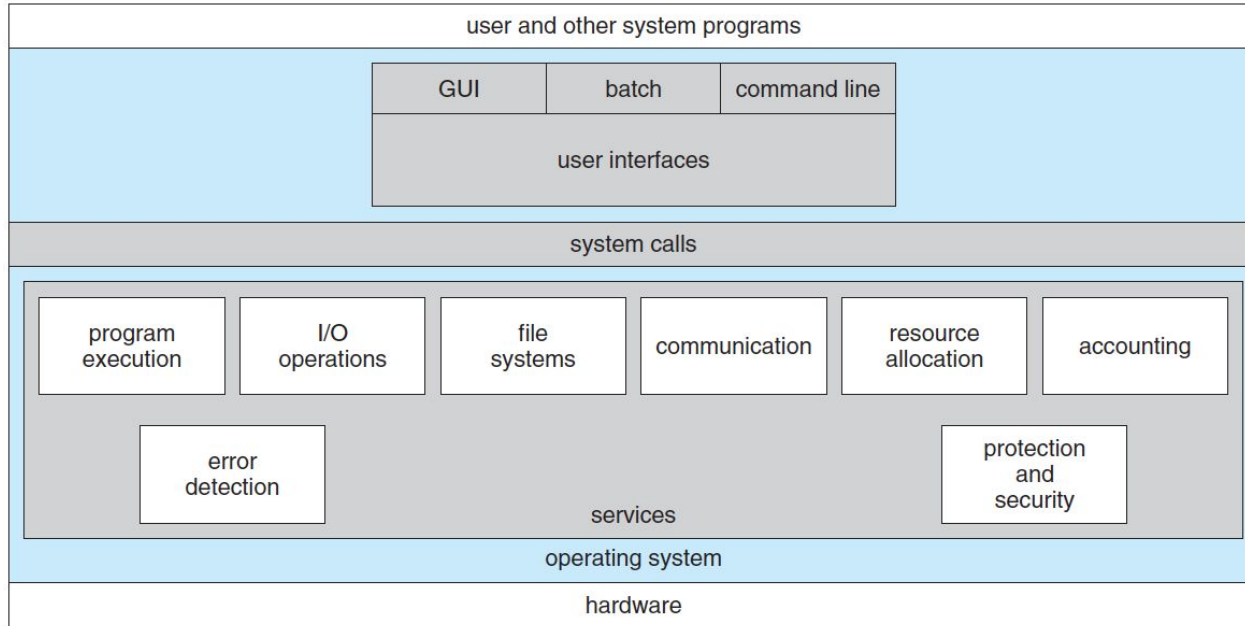 user and other system programs
GUI
batch
command line
user interfaces
system calls
program
execution
I/O
operations
file
systems
communication
resource
allocation
accounting
error
detection
protection
and
security
services
operating system
hardware